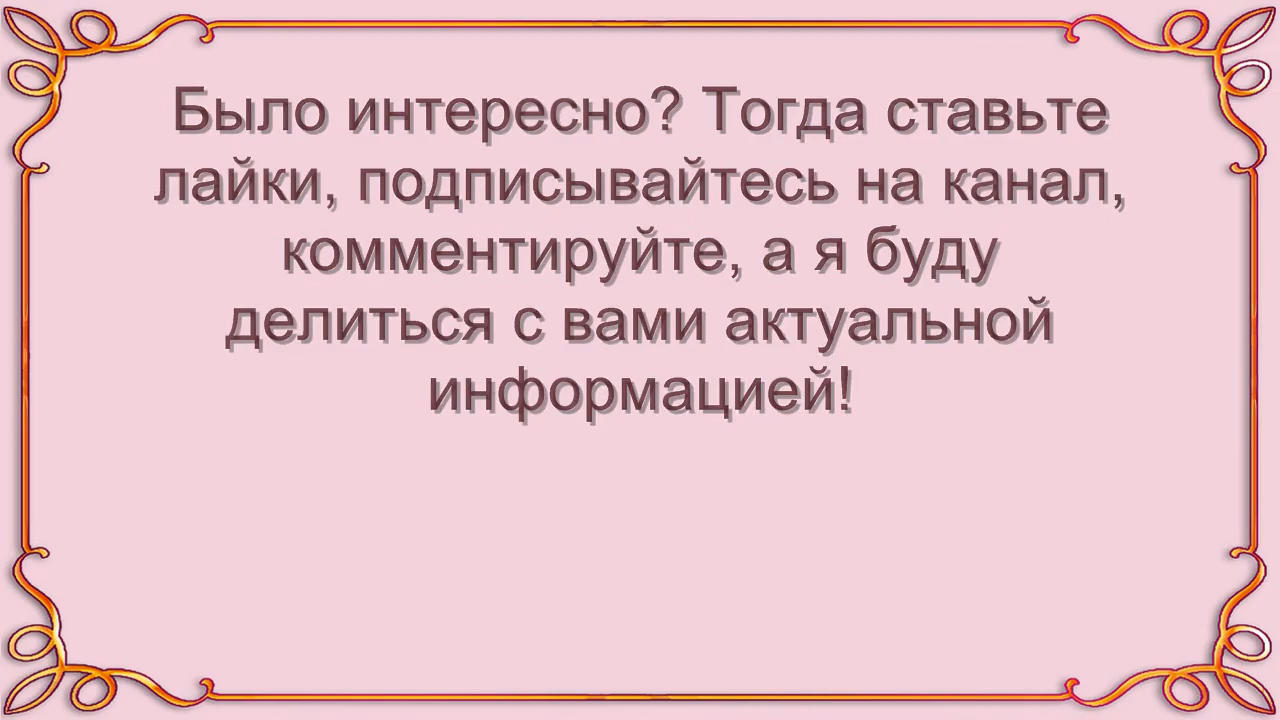 Было интересно? Тогда ставьте
лайки, подписывайтесь на канал,
комментируйте, а я буду
делиться с вами актуальной
информацией!